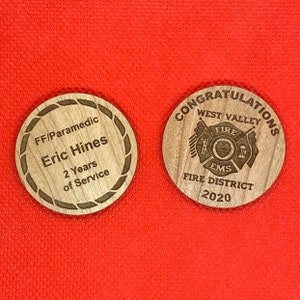 FF/Paramedic
Eric Hines
2 Years
of Service
CONGRATULATIONS
WEST VALLEY
FIRE
EMS
FIRE DISTRICT
2020